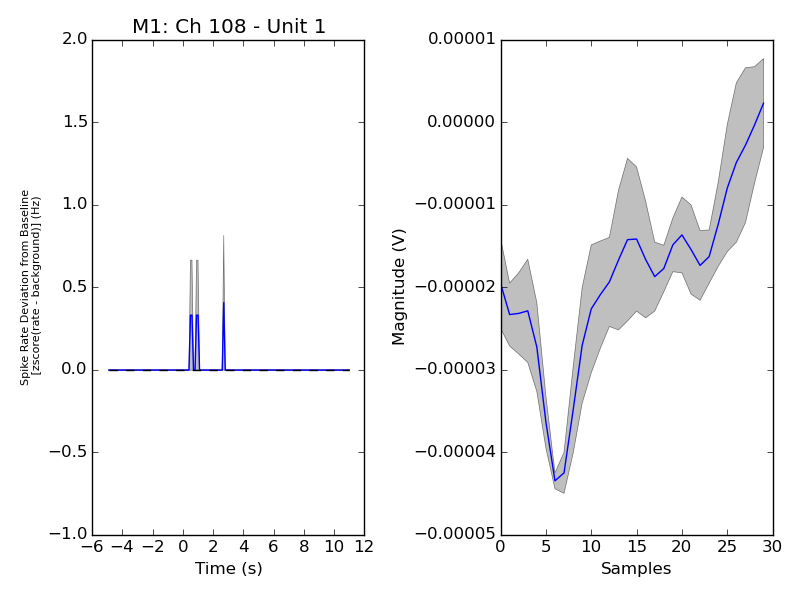 M1: Ch 108 - Unit 1
2.0
1.5
1.0
0.5
0.0
−0.5
−1.0
−6 −4 −2 0 2 4 6 8 10 12
Time (s)
Spike Rate Deviation from Baseline
[zscore(rate - background)] (Hz)
0.00001
0.00000
−0.00001
−0.00002
−0.00003
−0.00004
−0.00005
0 5 10 15 20 25 30
Samples
Magnitude (V)